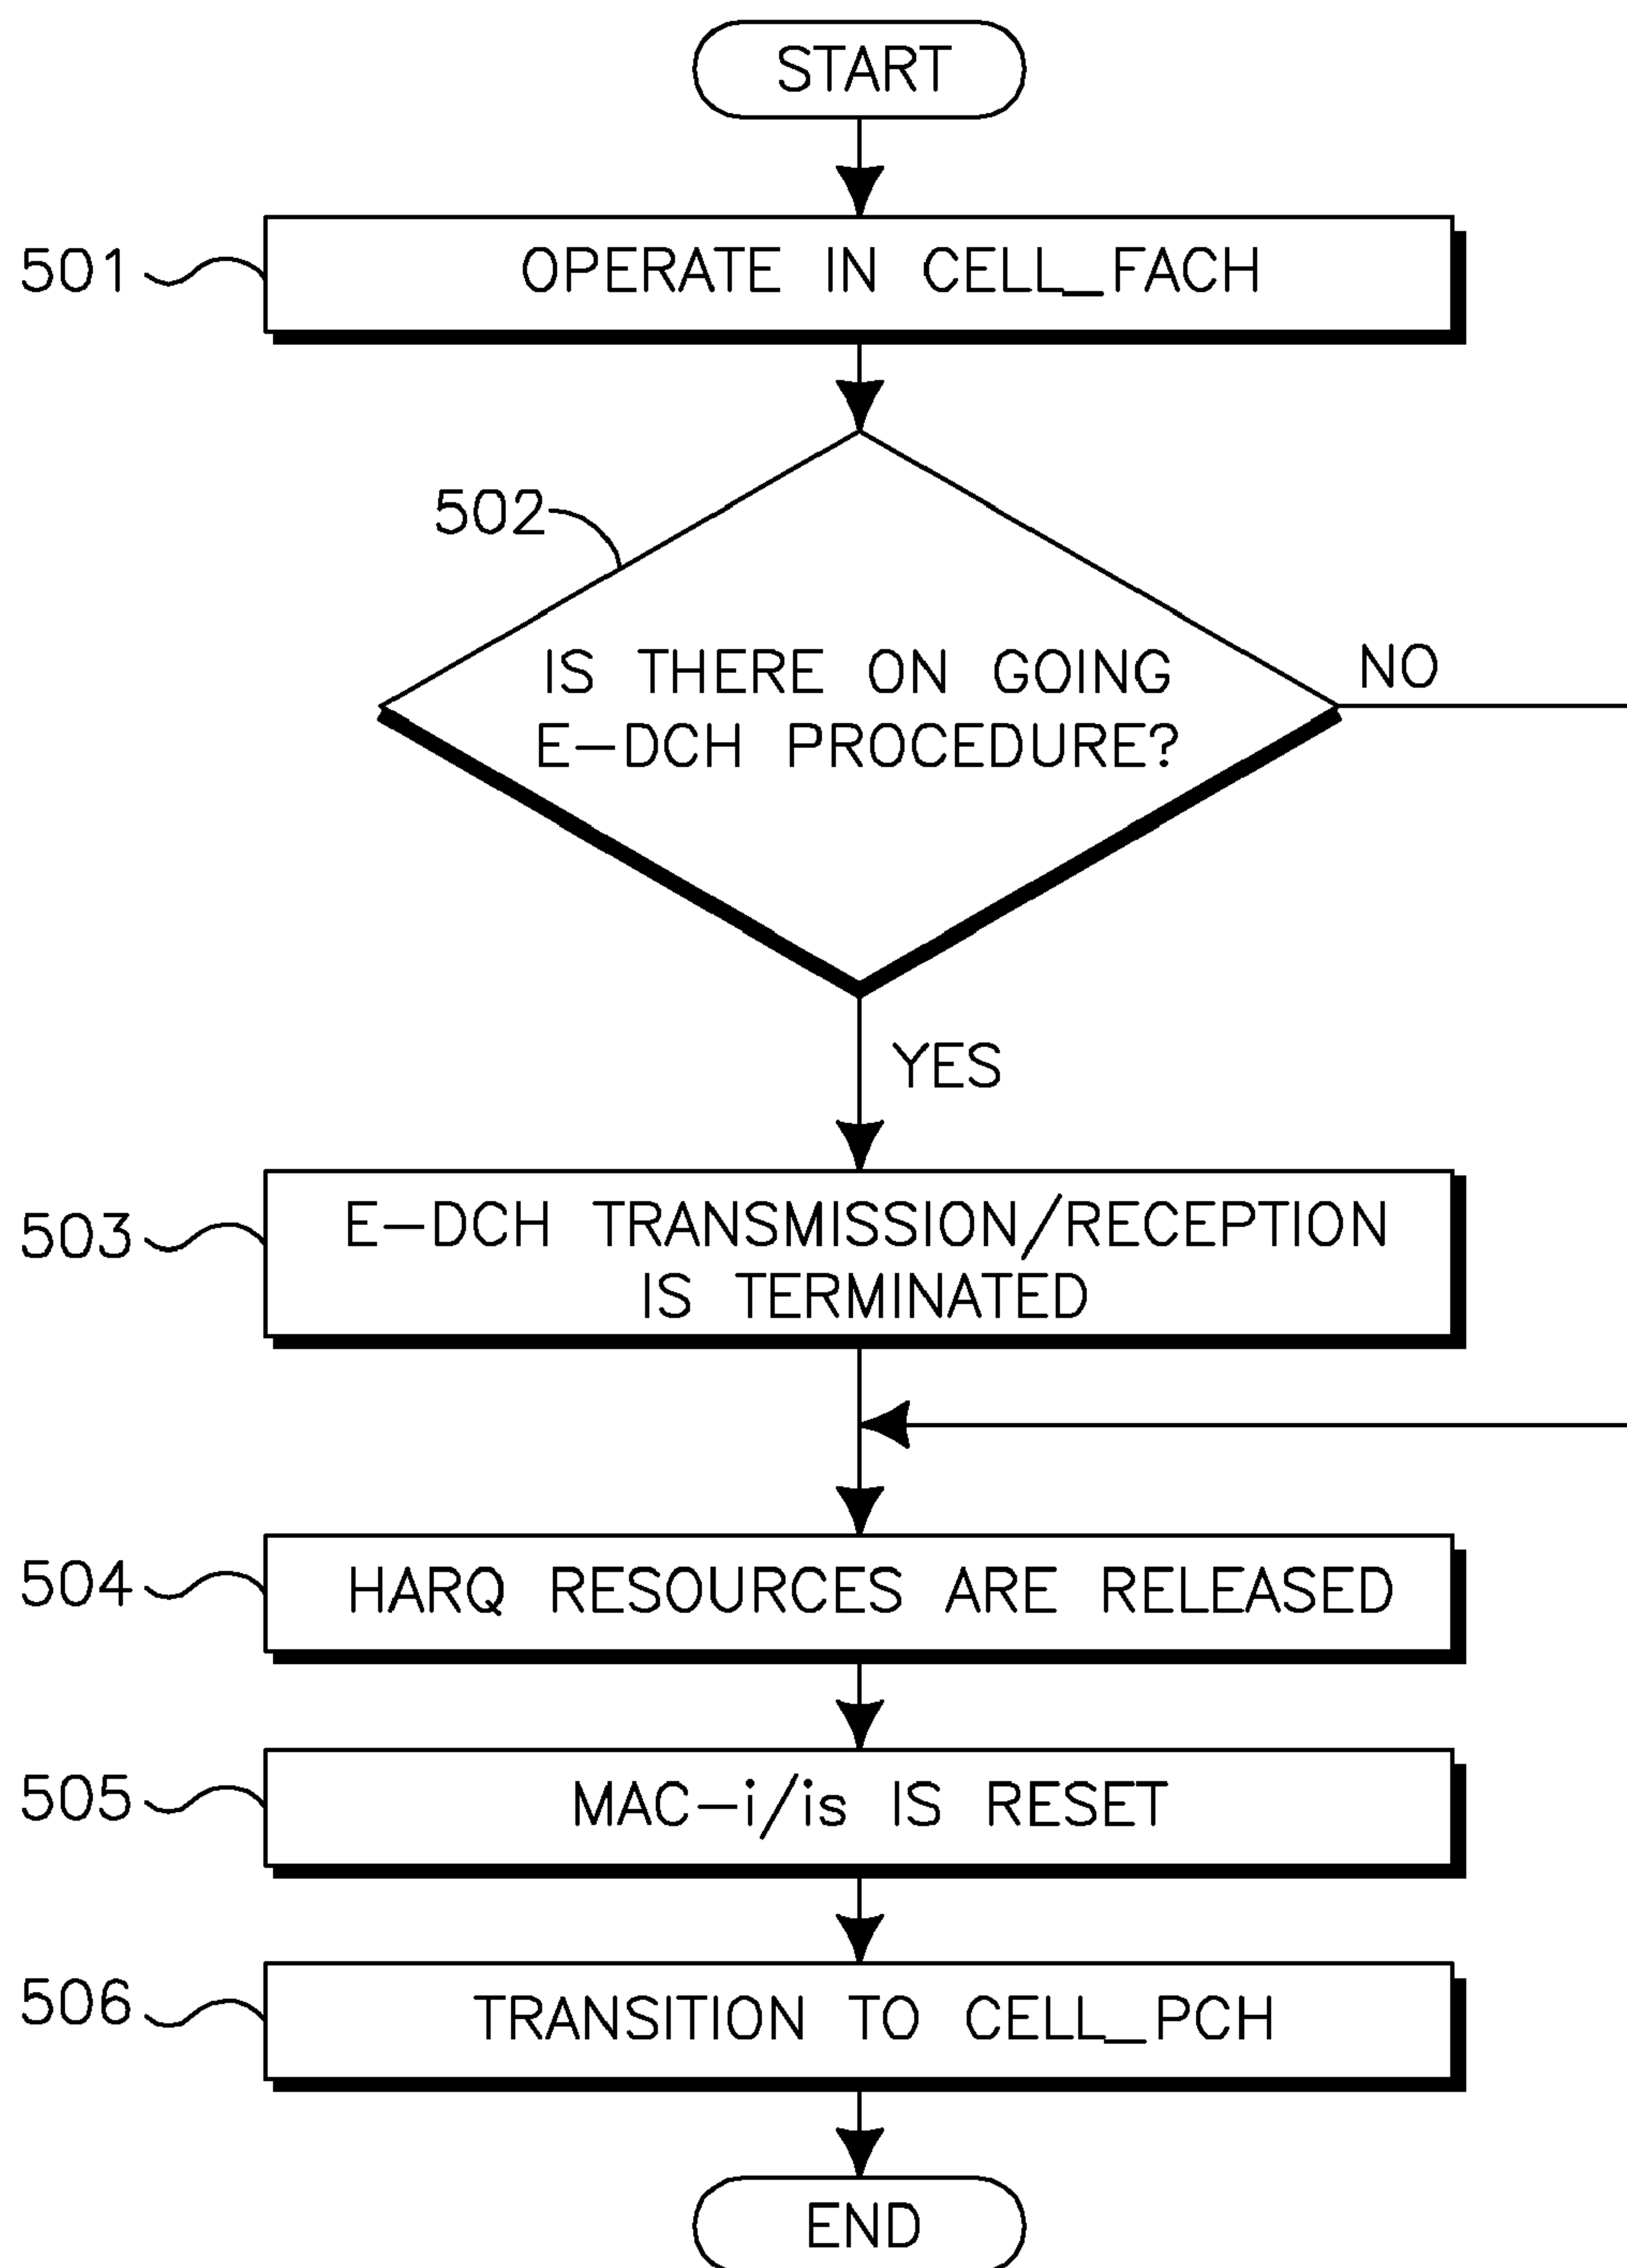 START
501
OPERATE IN CELL_FACH
502
IS THERE ON GOING
E-DCH PROCEDURE?
NO
YES
503
E-DCH TRANSMISSION/RECEPTION
IS TERMINATED
504
HARQ RESOURCES ARE RELEASED
505
MAC-i/is IS RESET
506
TRANSITION TO CELL_PCH
END